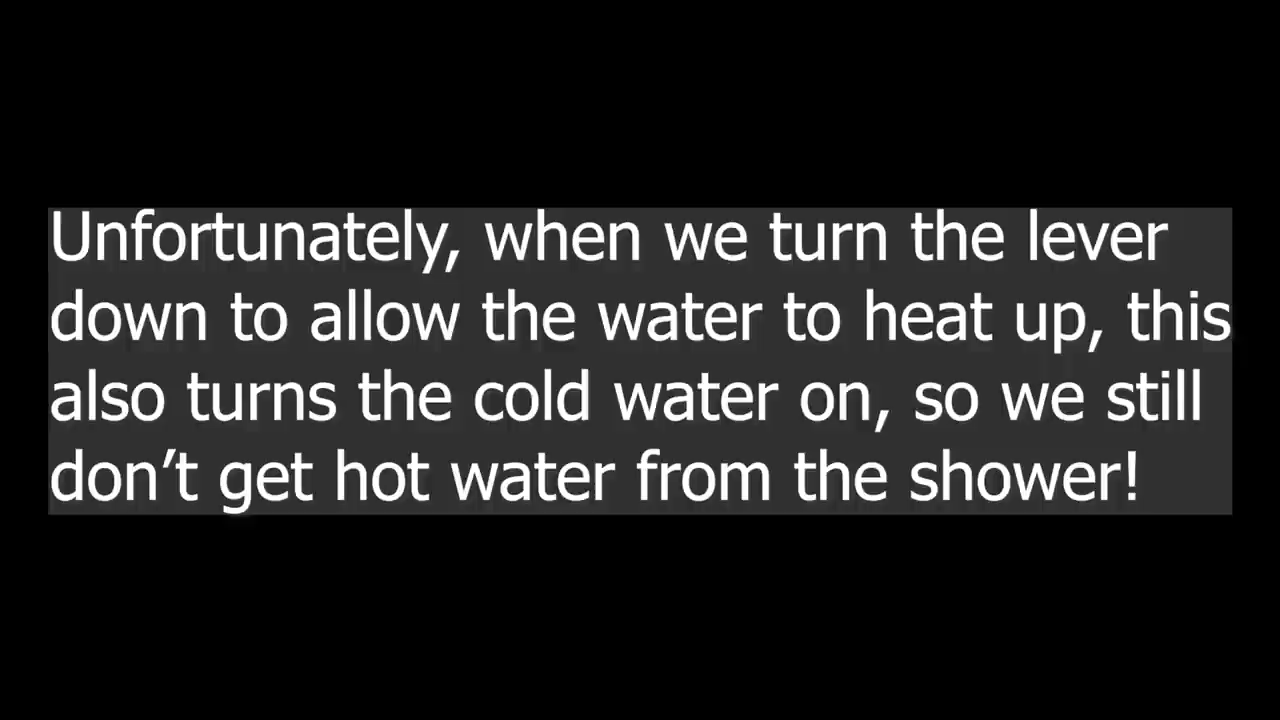 Unfortunately, when we turn the lever
down to allow the water to heat up, this
also turns the cold water on, so we still
don’t get hot water from the shower!